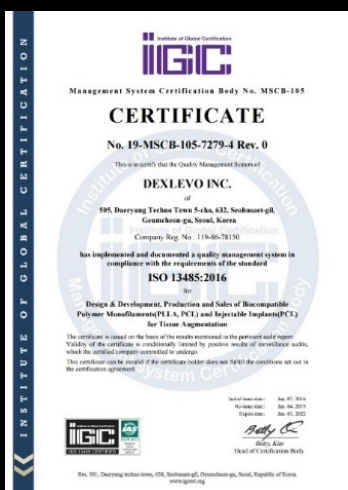 INSTITUTE OF GLOBAL CERTIFICATION
Institute of Global Certification
IGC
Management System Certification Body No. MSCB-105
CERTIFICATE
No. 19-MSCB-105-7279-4 Rev. 0
This is to certify that the Quality Management System of
DEXLEVO INC.
of
505, Daeryung Techno Town 5-cha, 632, Seobusaet-gil,
Geumcheon-gu, Seoul, Korea
Company Reg. No. 119-86-78150
has implemented and documented a quality management system in
compliance with the requirements of the standard
ISO 13485:2016
for
Design & Development, Production and Sales of Biocompatible
Polymer Monofilaments(PLLA, PCL) and Injectable Implants(PCL)
for Tissue Augmentation
The certificate is issued on the basis of the results mentioned in the pertinent audit report.
Validity of the certificate is conditionally limited by positive results of surveillance audits,
which the certified company committed to undergo.
This certificate can be invalid if the certificate holder does not fulfill the conditions set out in
the certification agreement.
Initial issue date: Jan. 07, 2016
Re-issue date: Jan. 04, 2019
Expire date: Jan. 03, 2022
Betty, Kim
Head of Certification Body
IGC
IAS